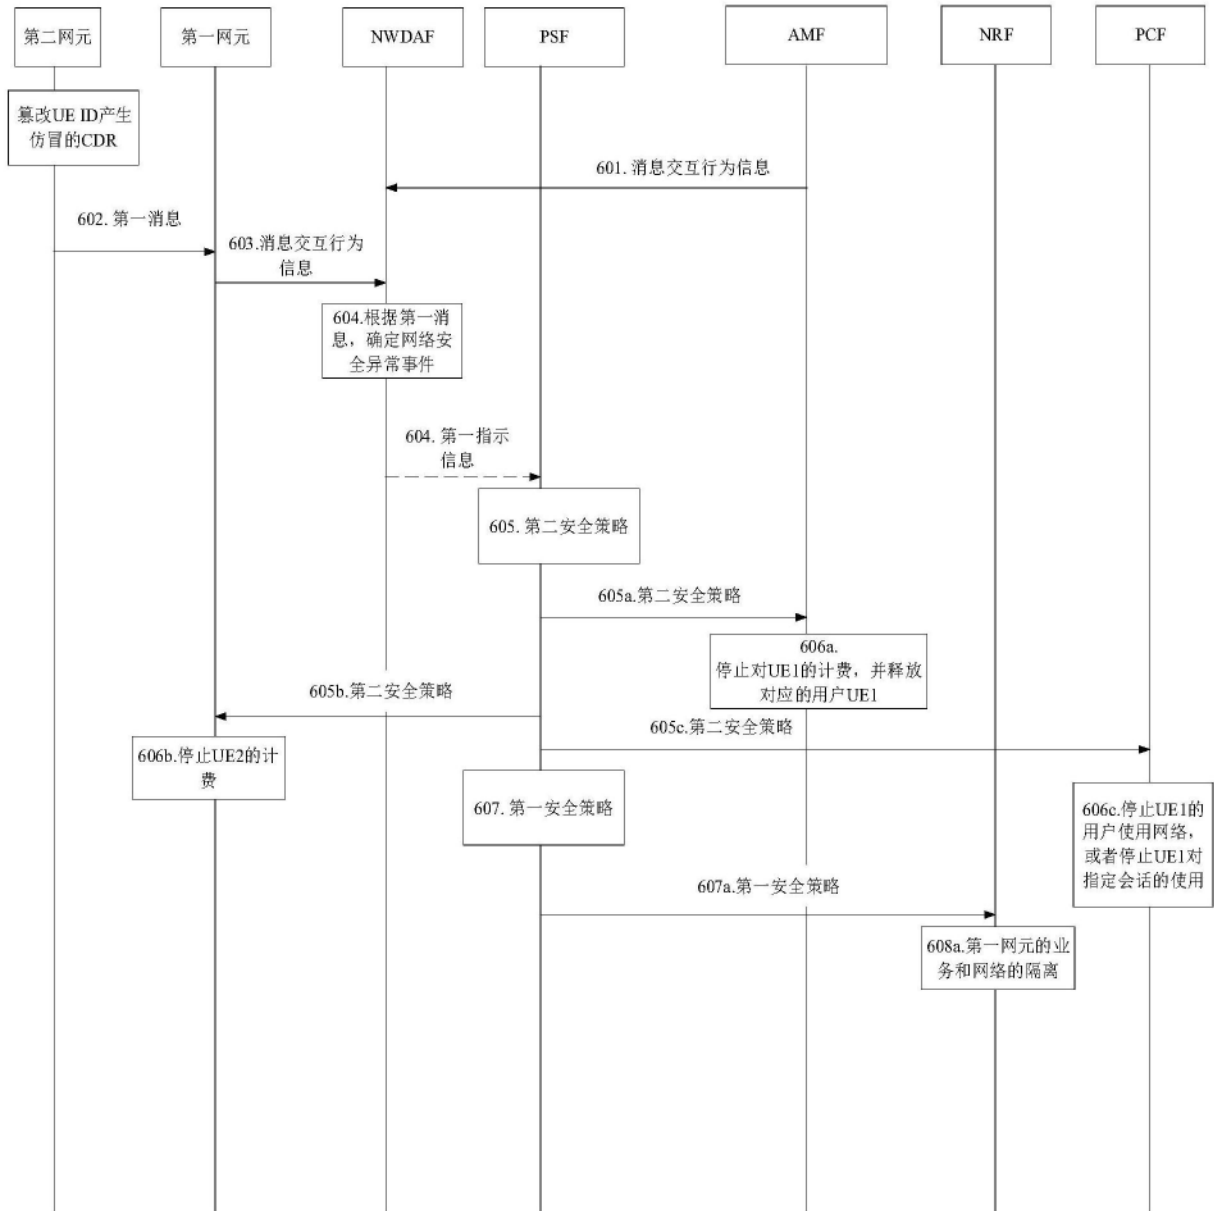 第二网元
第一网元
NWDAF
PSF
AMF
NRF
PCF
篡改UE ID产生
仿冒的CDR
601. 消息交互行为信息
602. 第一消息
603.消息交互行为
信息
604.根据第一消
息，确定网络安
全异常事件
604. 第一指示
信息
605. 第二安全策略
605a.第二安全策略
606a.
停止对UE1的计费，并释放
对应的用户UE1
605b.第二安全策略
605c.第二安全策略
606b.停止UE2的计
费
607. 第一安全策略
606c.停止UE1的
用户使用网络，
或者停止UE1对
指定会话的使用
607a.第一安全策略
608a.第一网元的业
务和网络的隔离